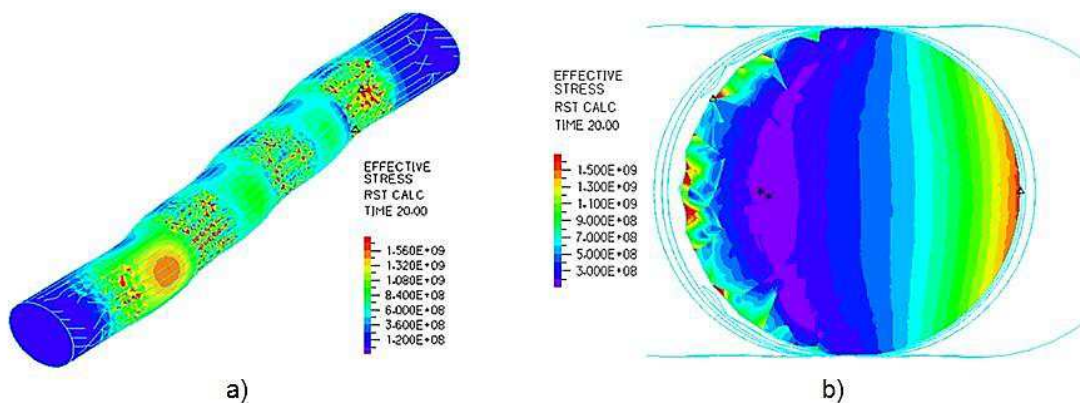 EFFECTIVE
STRESS
RST CALC
TIME 20.00
1.560E+09
1.320E+09
1.080E+09
8.400E+08
6.000E+08
3.600E+08
1.200E+08
a)
EFFECTIVE
STRESS
RST CALC
TIME 20.00
1.500E+09
1.300E+09
1.100E+09
9.000E+08
7.000E+08
5.000E+08
3.000E+08
b)